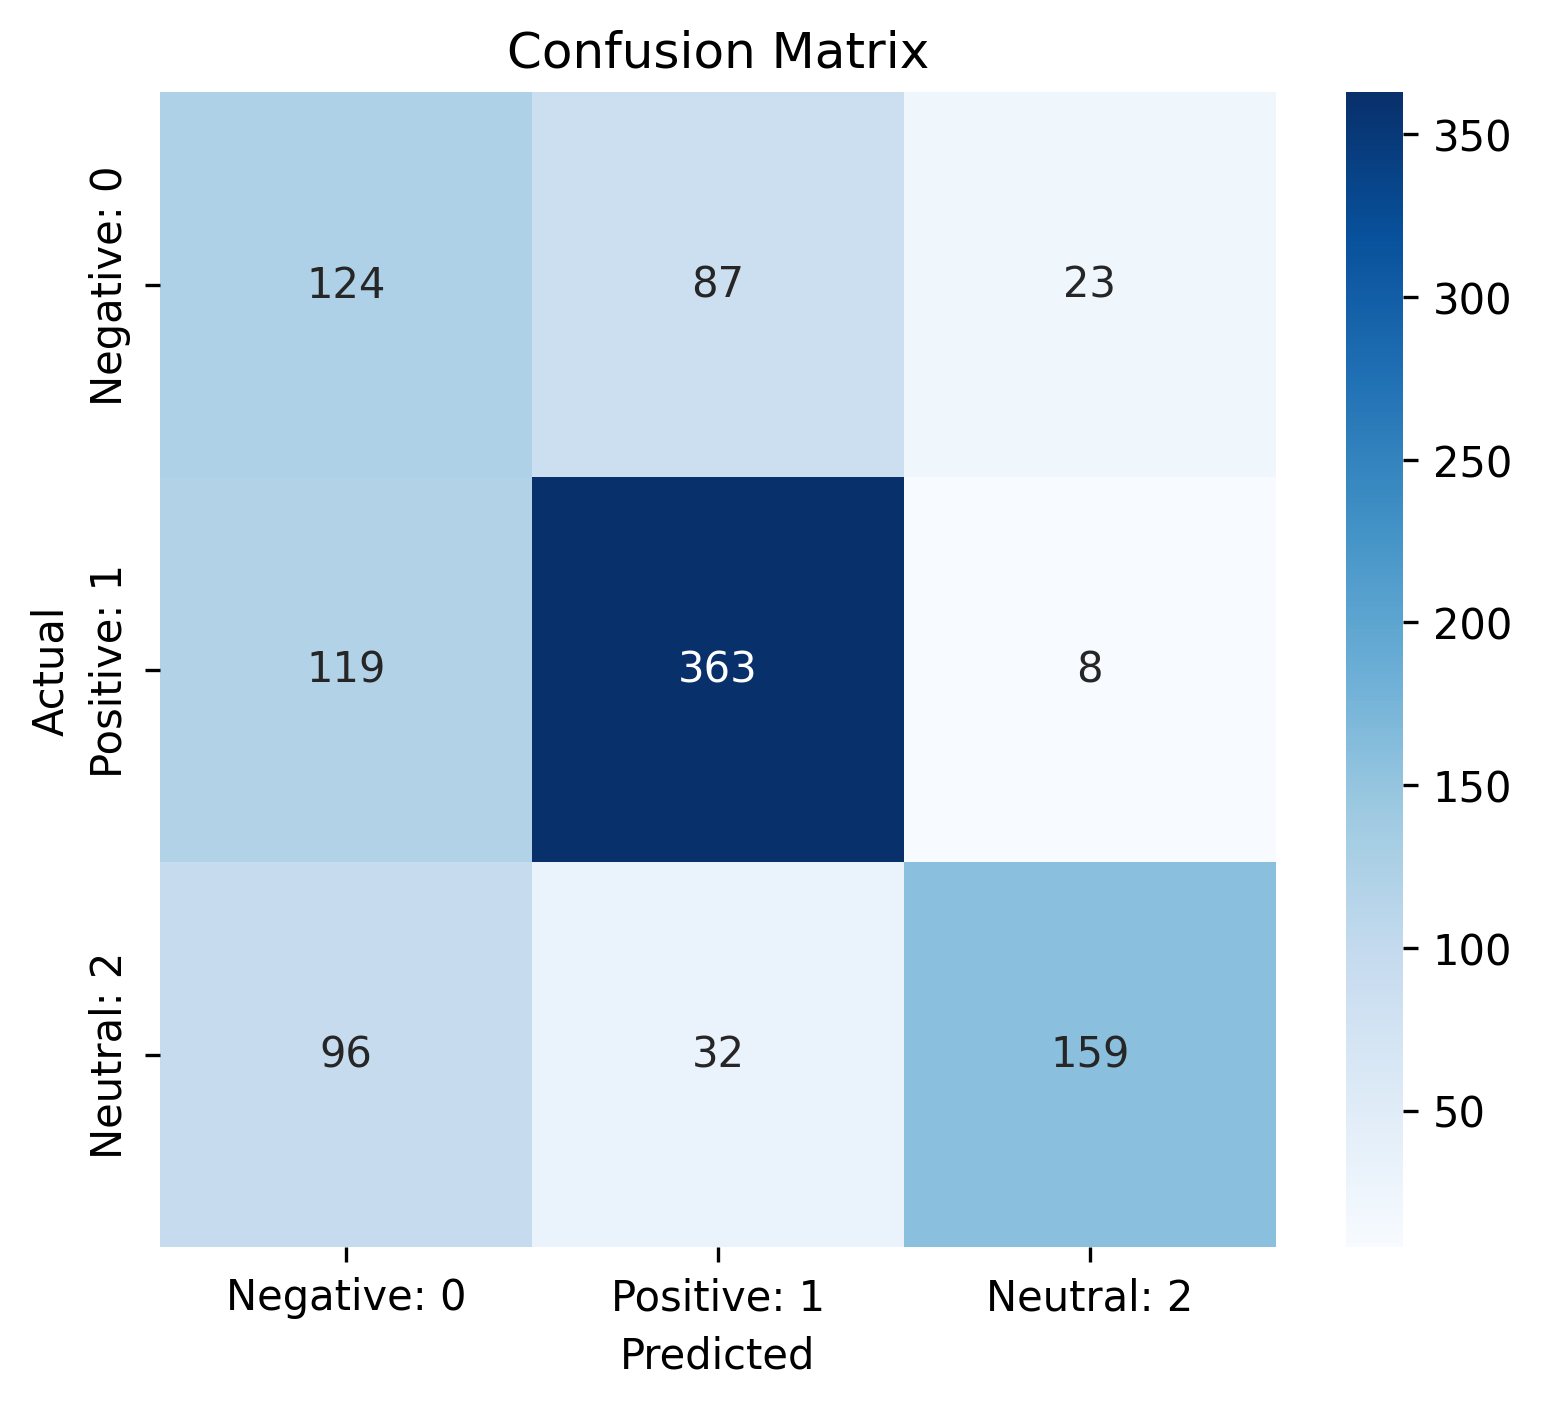 Confusion Matrix
Actual
Negative: 0
124 87 23
Positive: 1
119 363 8
Neutral: 2
96 32 159
Negative: 0 Positive: 1 Neutral: 2
Predicted
350
300
250
200
150
100
50